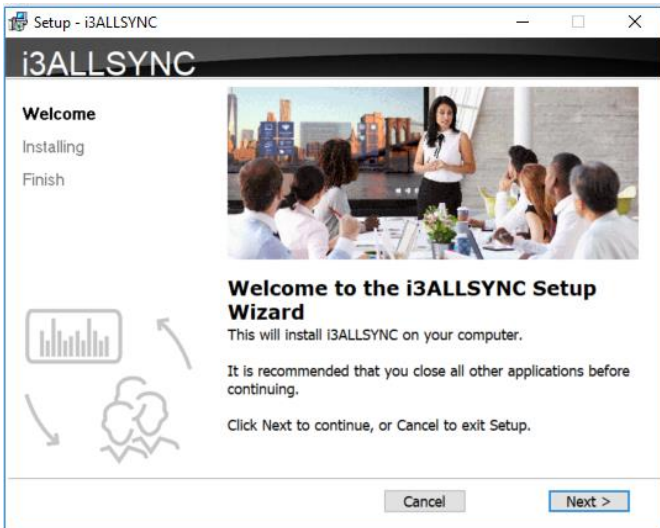 Setup - i3ALLSYNC
i3ALLSYNC
Welcome
Installing
Finish
Welcome to the i3ALLSYNC Setup
Wizard
This will install i3ALLSYNC on your computer.
It is recommended that you close all other applications before
continuing.
Click Next to continue, or Cancel to exit Setup.
Cancel
Next >